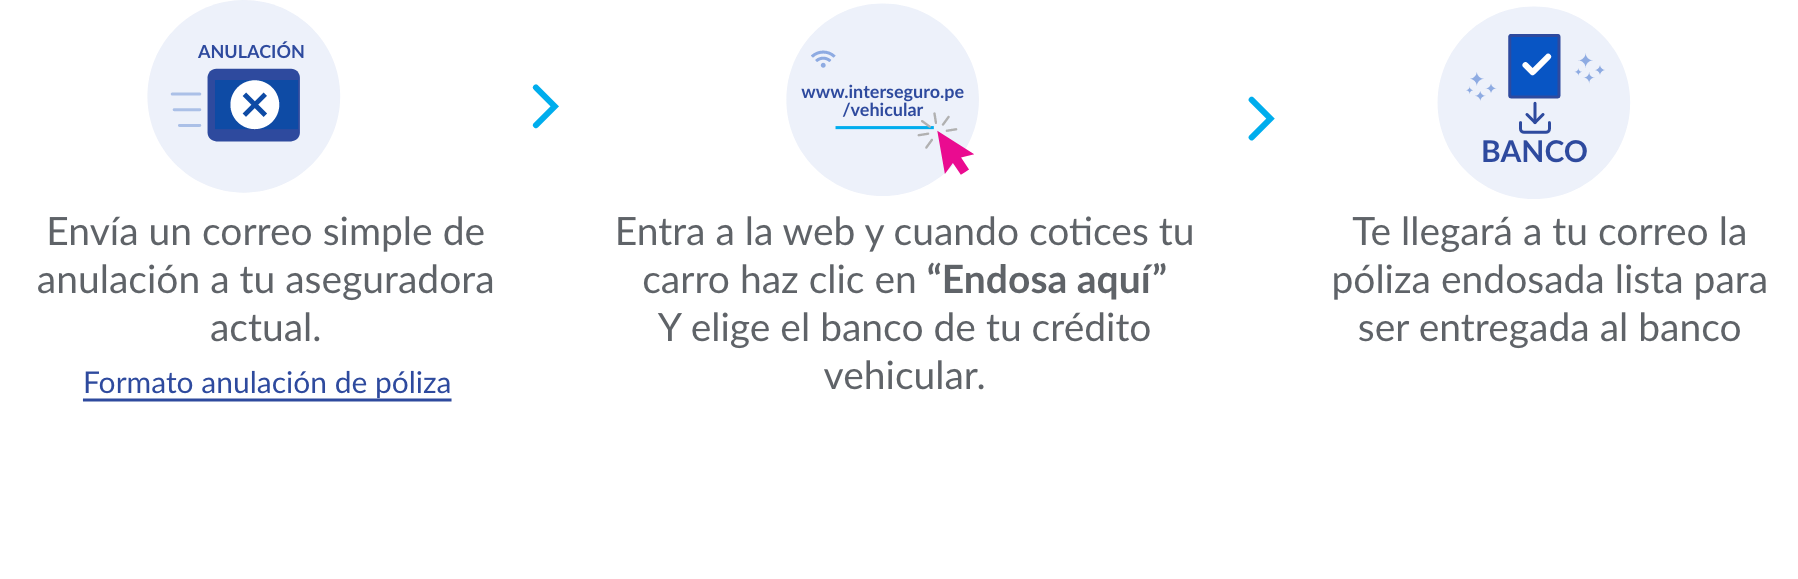 ANULACIÓN
Envía un correo simple de
anulación a tu aseguradora
actual.
Formato anulación de póliza
www.interseguro.pe
/vehicular
Entra a la web y cuando cotices tu
carro haz clic en “Endosa aquí”
Y elige el banco de tu crédito
vehicular.
BANCO
Te llegará a tu correo la
póliza endosada lista para
ser entregada al banco